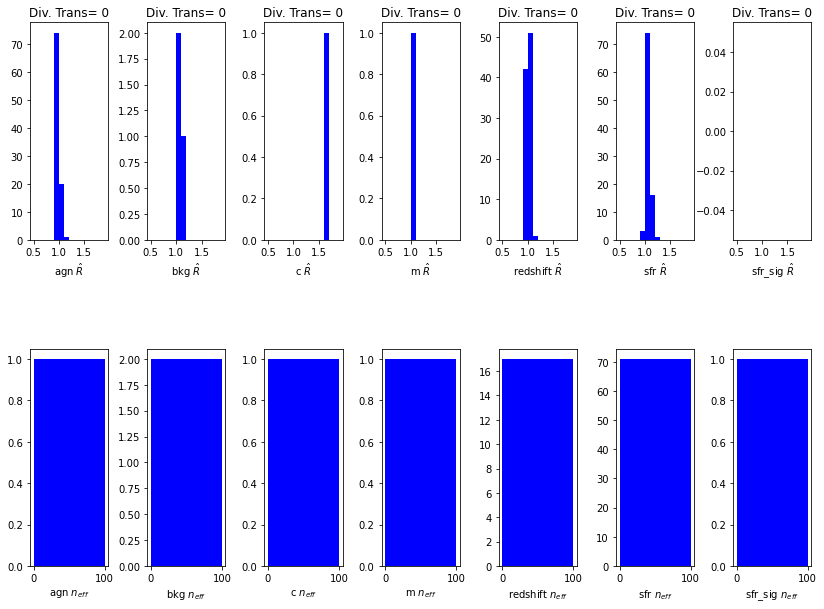 Div. Trans= 0 Div. Trans= 0 Div. Trans= 0 Div. Trans= 0 Div. Trans= 0 Div. Trans= 0 Div. Trans= 0
70 60 50 40 30 20 10 0
2.00 1.75 1.50 1.25 1.00 0.75 0.50 0.25 0.00
1.0 0.8 0.6 0.4 0.2 0.0
1.0 0.8 0.6 0.4 0.2 0.0
50 40 30 20 10 0
70 60 50 40 30 20 10 0
0.04 0.02 0.00 −0.02 −0.04
0.5 1.0 1.5 0.5 1.0 1.5 0.5 1.0 1.5 0.5 1.0 1.5 0.5 1.0 1.5 0.5 1.0 1.5 0.5 1.0 1.5
agn R̂ bkg R̂ c R̂ m R̂ redshift R̂ sfr R̂ sfr_sig R̂
1.0 0.8 0.6 0.4 0.2 0.0
2.00 1.75 1.50 1.25 1.00 0.75 0.50 0.25 0.00
1.0 0.8 0.6 0.4 0.2 0.0
1.0 0.8 0.6 0.4 0.2 0.0
16 14 12 10 8 6 4 2 0
70 60 50 40 30 20 10 0
1.0 0.8 0.6 0.4 0.2 0.0
0 100 0 100 0 100 0 100 0 100 0 100 0 100
agn n_eff bkg n_eff c n_eff m n_eff redshift n_eff sfr n_eff sfr_sig n_eff